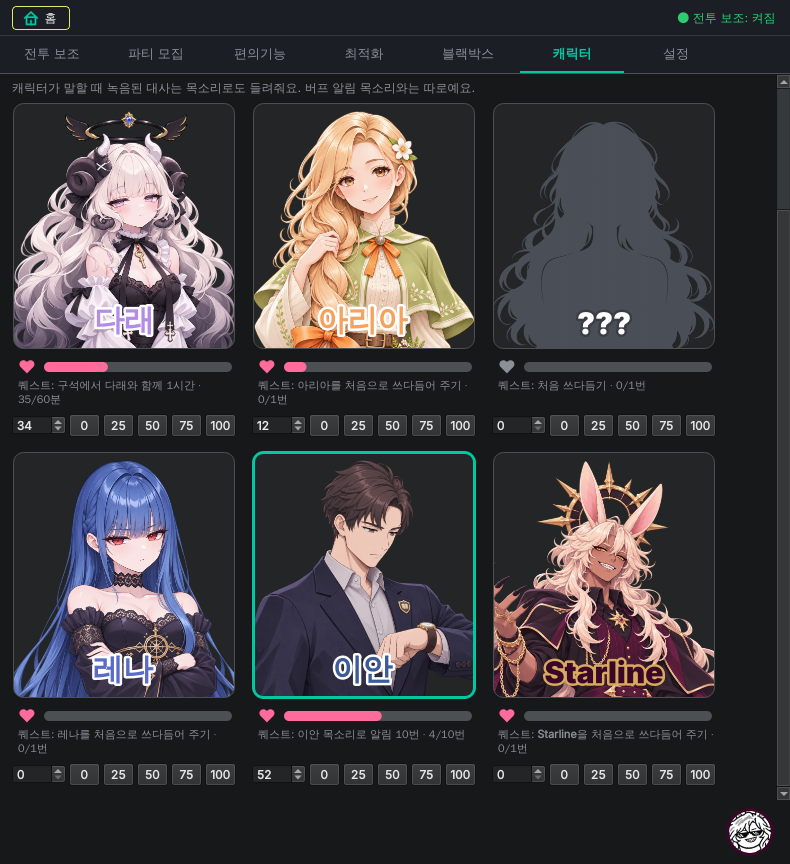 홈
전투 보조: 켜짐
전투 보조 파티 모집 편의기능 최적화 블랙박스 캐릭터 설정
캐릭터가 말할 때 녹음된 대사는 목소리로도 들려줘요. 버프 알림 목소리와는 따로예요.
다래
아리아
???
퀘스트: 구석에서 다래와 함께 1시간 ·
35/60분
퀘스트: 아리아를 처음으로 쓰다듬어 주기 ·
0/1번
퀘스트: 처음 쓰다듬기 · 0/1번
34 0 25 50 75 100
12 0 25 50 75 100
0 0 25 50 75 100
레나
이안
Starline
퀘스트: 레나를 처음으로 쓰다듬어 주기 ·
0/1번
퀘스트: 이안 목소리로 알림 10번 · 4/10번
퀘스트: Starline을 처음으로 쓰다듬어 주기 ·
0/1번
0 0 25 50 75 100
52 0 25 50 75 100
0 0 25 50 75 100